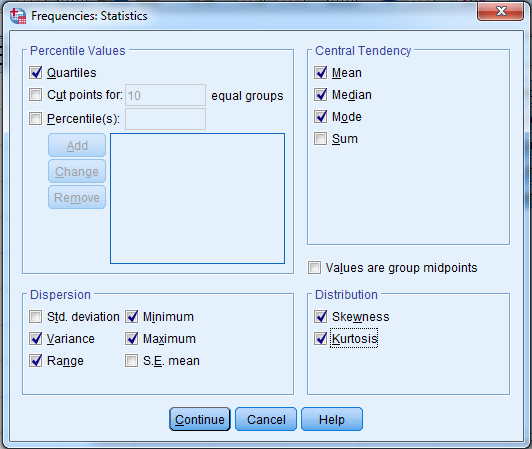 Frequencies: Statistics
Percentile Values
Quartiles
Cut points for: 10 equal groups
Percentile(s):
Add
Change
Remove
Central Tendency
Mean
Median
Mode
Sum
Values are group midpoints
Dispersion
Std. deviation Minimum
Variance Maximum
Range S.E. mean
Distribution
Skewness
Kurtosis
Continue Cancel Help